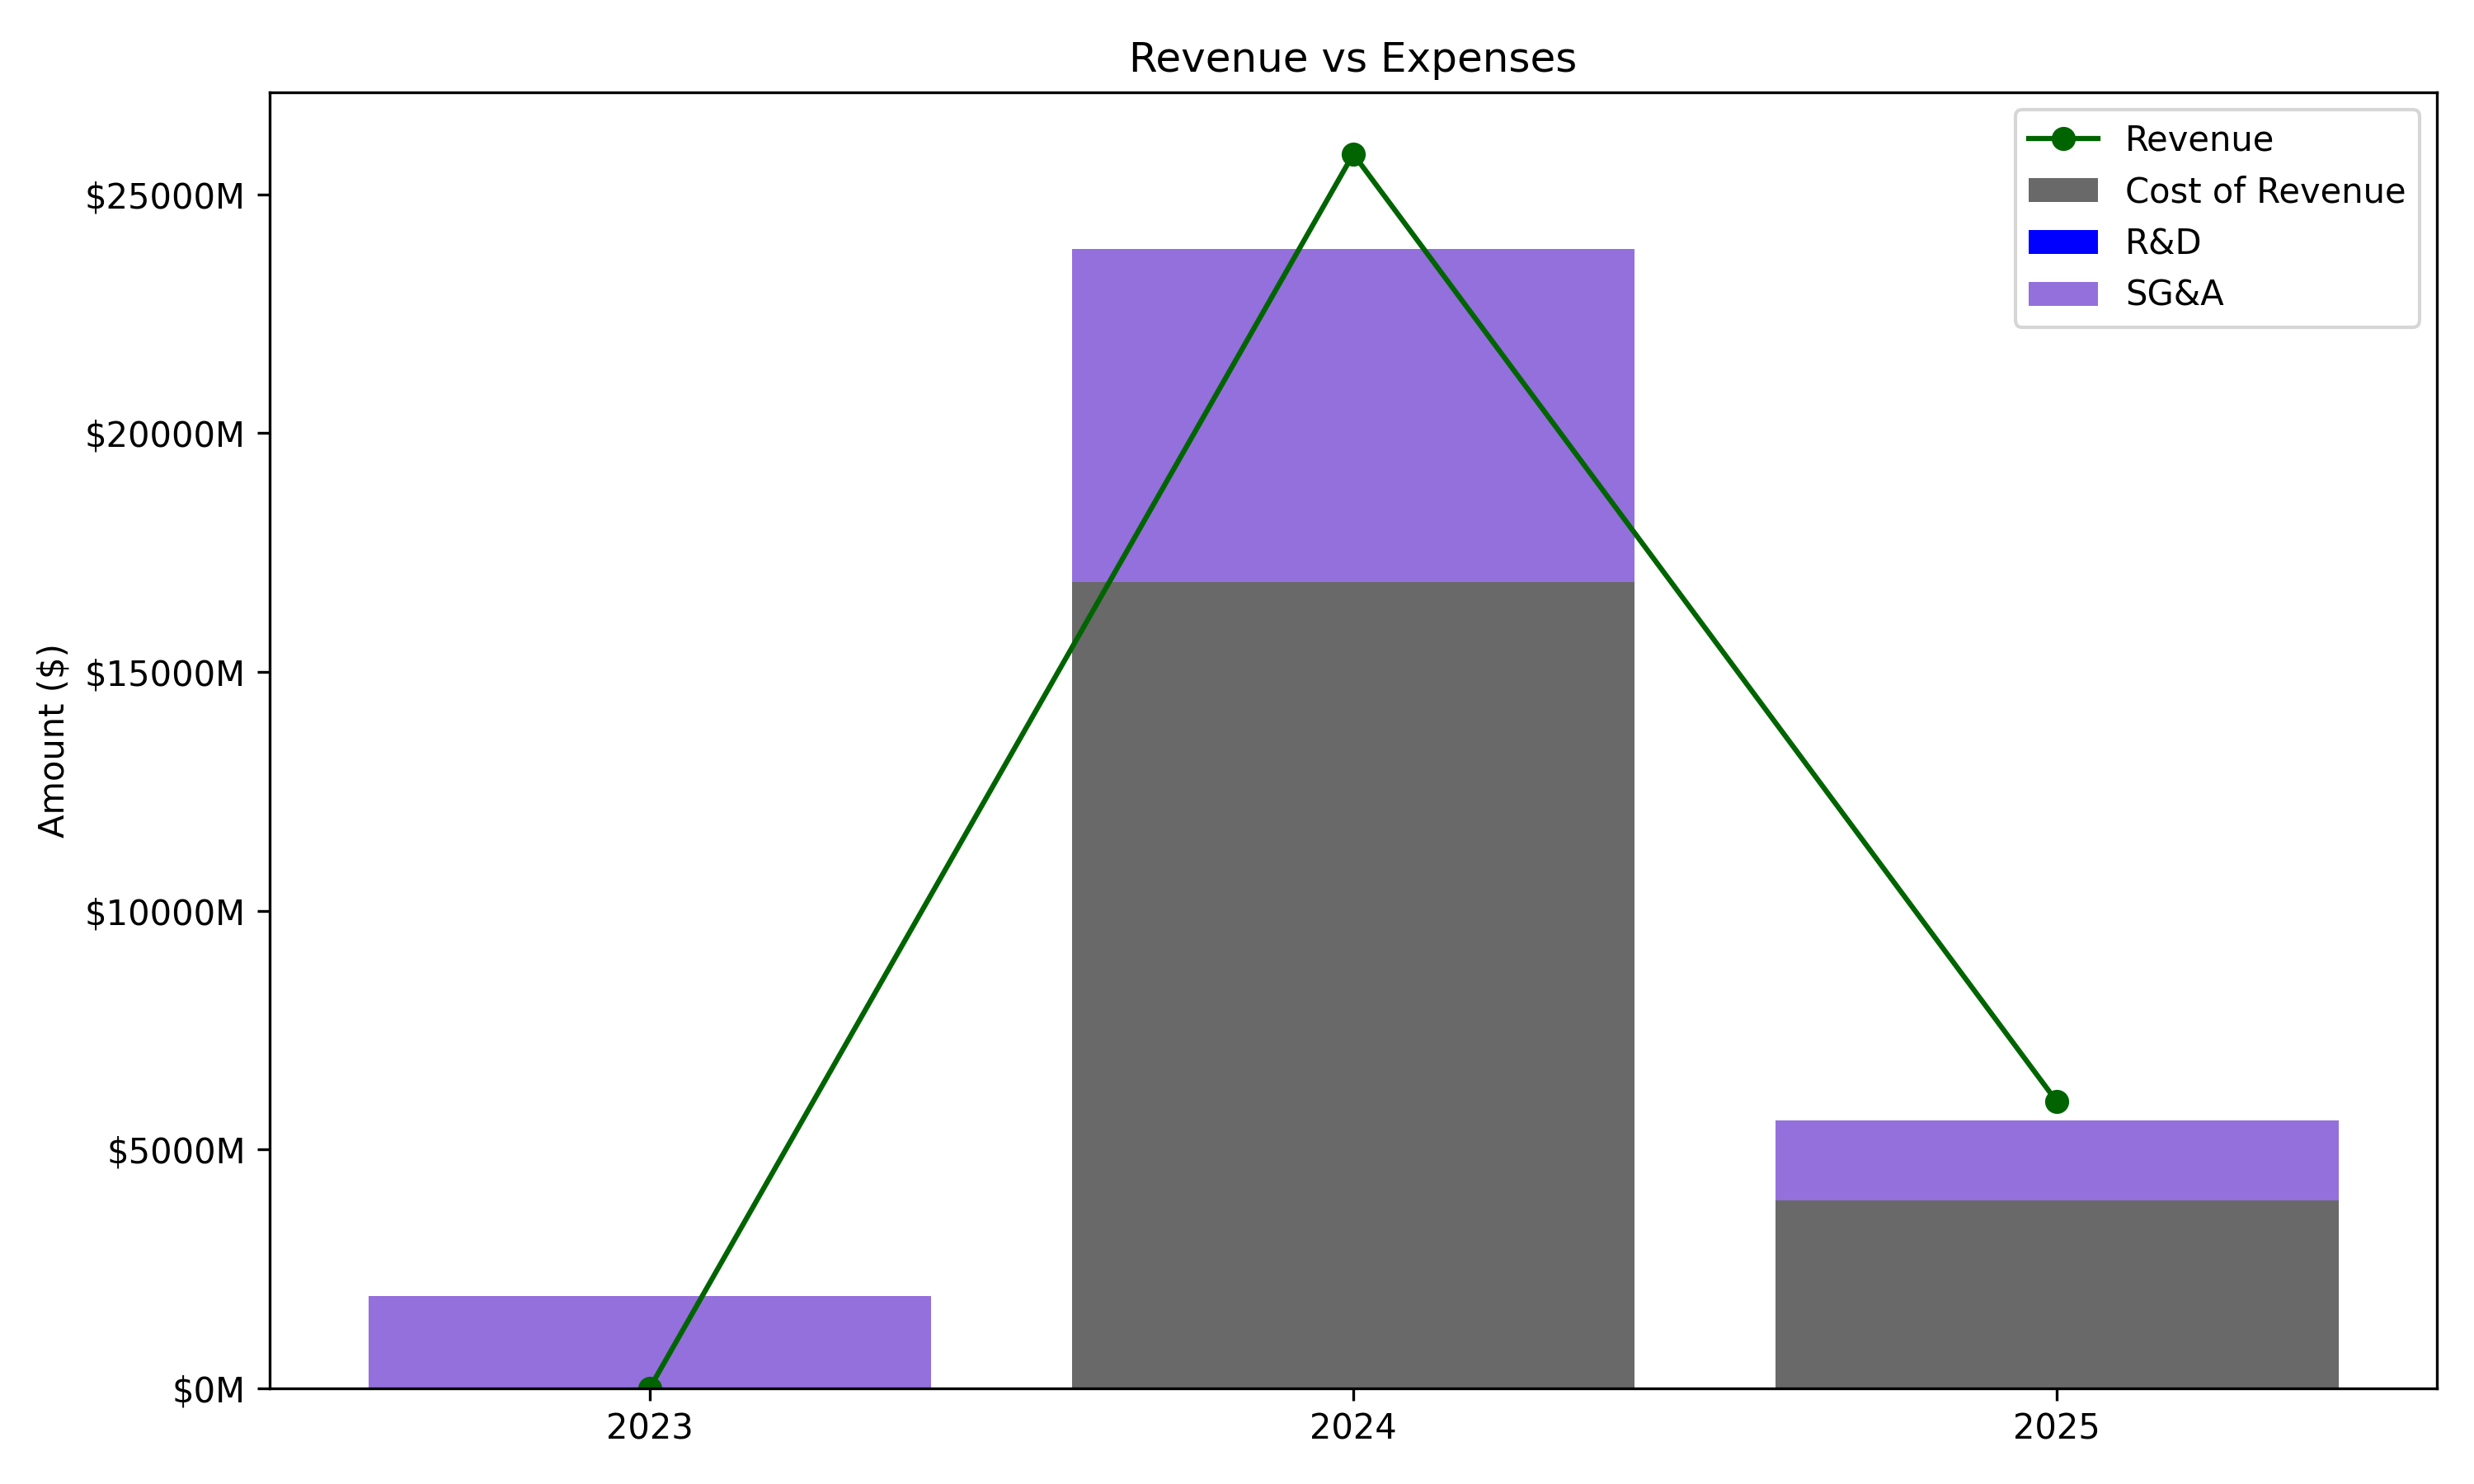 Revenue vs Expenses
Revenue
Cost of Revenue
R&D
SG&A
Amount ($)
$25000M
$20000M
$15000M
$10000M
$5000M
$0M
2023
2024
2025